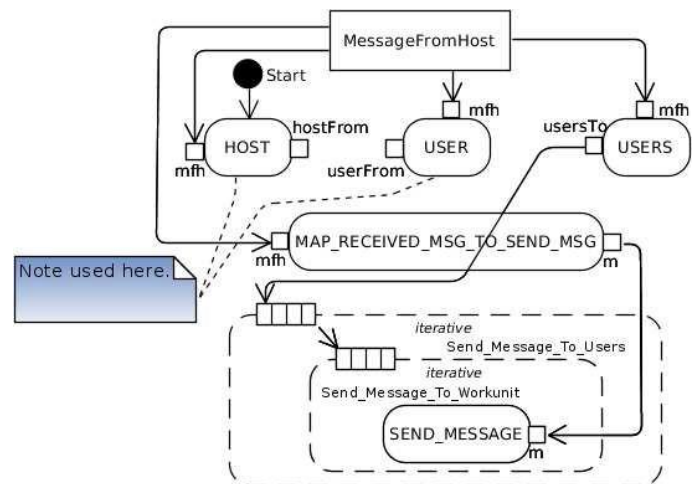 MessageFromHost
Start
mfh
mfh
hostFrom
usersTo
HOST
USER
USERS
mfh
userFrom
MAP_RECEIVED_MSG_TO_SEND_MSG
mfh
m
Note used here.
iterative
Send_Message_To_Users
iterative
Send_Message_To_Workunit
SEND_MESSAGE
m